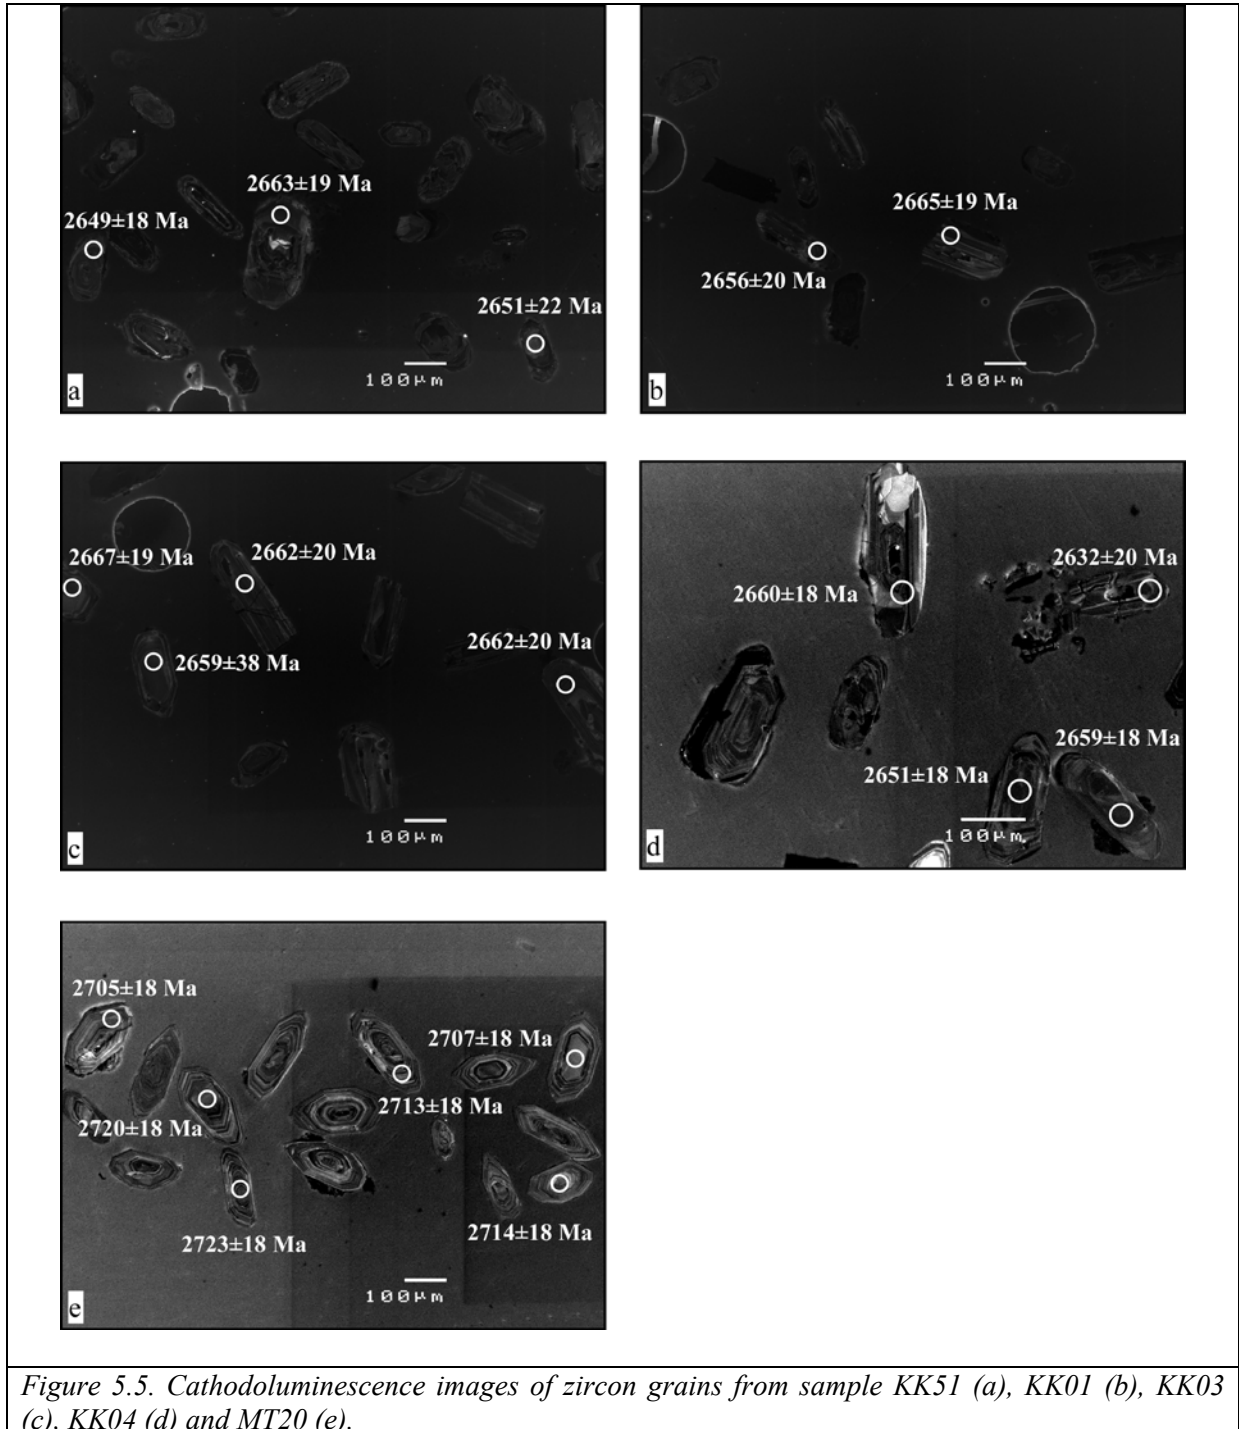 2663±19 Ma
2649±18 Ma
2651±22 Ma
100µm
a
2665±19 Ma
2656±20 Ma
100µm
b
2667±19 Ma
2662±20 Ma
2659±38 Ma
2662±20 Ma
100µm
c
2632±20 Ma
2660±18 Ma
2659±18 Ma
2651±18 Ma
100µm
d
2705±18 Ma
2707±18 Ma
2713±18 Ma
2720±18 Ma
2714±18 Ma
2723±18 Ma
100µm
e
Figure 5.5. Cathodoluminescence images of zircon grains from sample KK51 (a), KK01 (b), KK03
(c), KK04 (d) and MT20 (e).